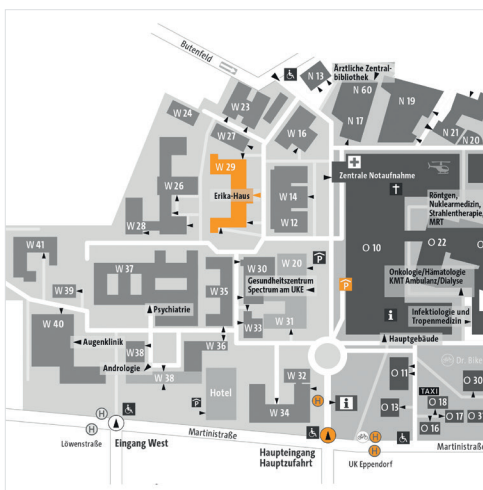 Butenfeld
N 13
Ärztliche Zentral-
bibliothek
N 60
N 19
N 17
N 21
N 20
W 23
W 24
W 27
W 16
W 29
W 26
Erika-Haus
W 14
W 12
W 28
Zentrale Notaufnahme
Röntgen,
Nuklearmedizin,
Strahlentherapie,
MRT
O 10
O 22
Onkologie/Hämatologie
KMT Ambulanz/Dialyse
Infektiologie und
Tropenmedizin
Hauptgebäude
W 41
W 39
W 40
W 37
W 35
Psychiatrie
W 30
W 20
P
Gesundheitszentrum
Spectrum am UKE
W 31
W 33
P
i
Augenklinik
Andrologie
W 38
W 38
W 36
Hotel
P
W 32
W 34
H
i
O 11
O 13
Dr. Bike
O 30
TAXI
O 18
O 17
O 16
O 31
H
H
Löwenstraße
Eingang West
Martinistraße
Haupteingang
Hauptzufahrt
H
H
UK Eppendorf
Martinistraße